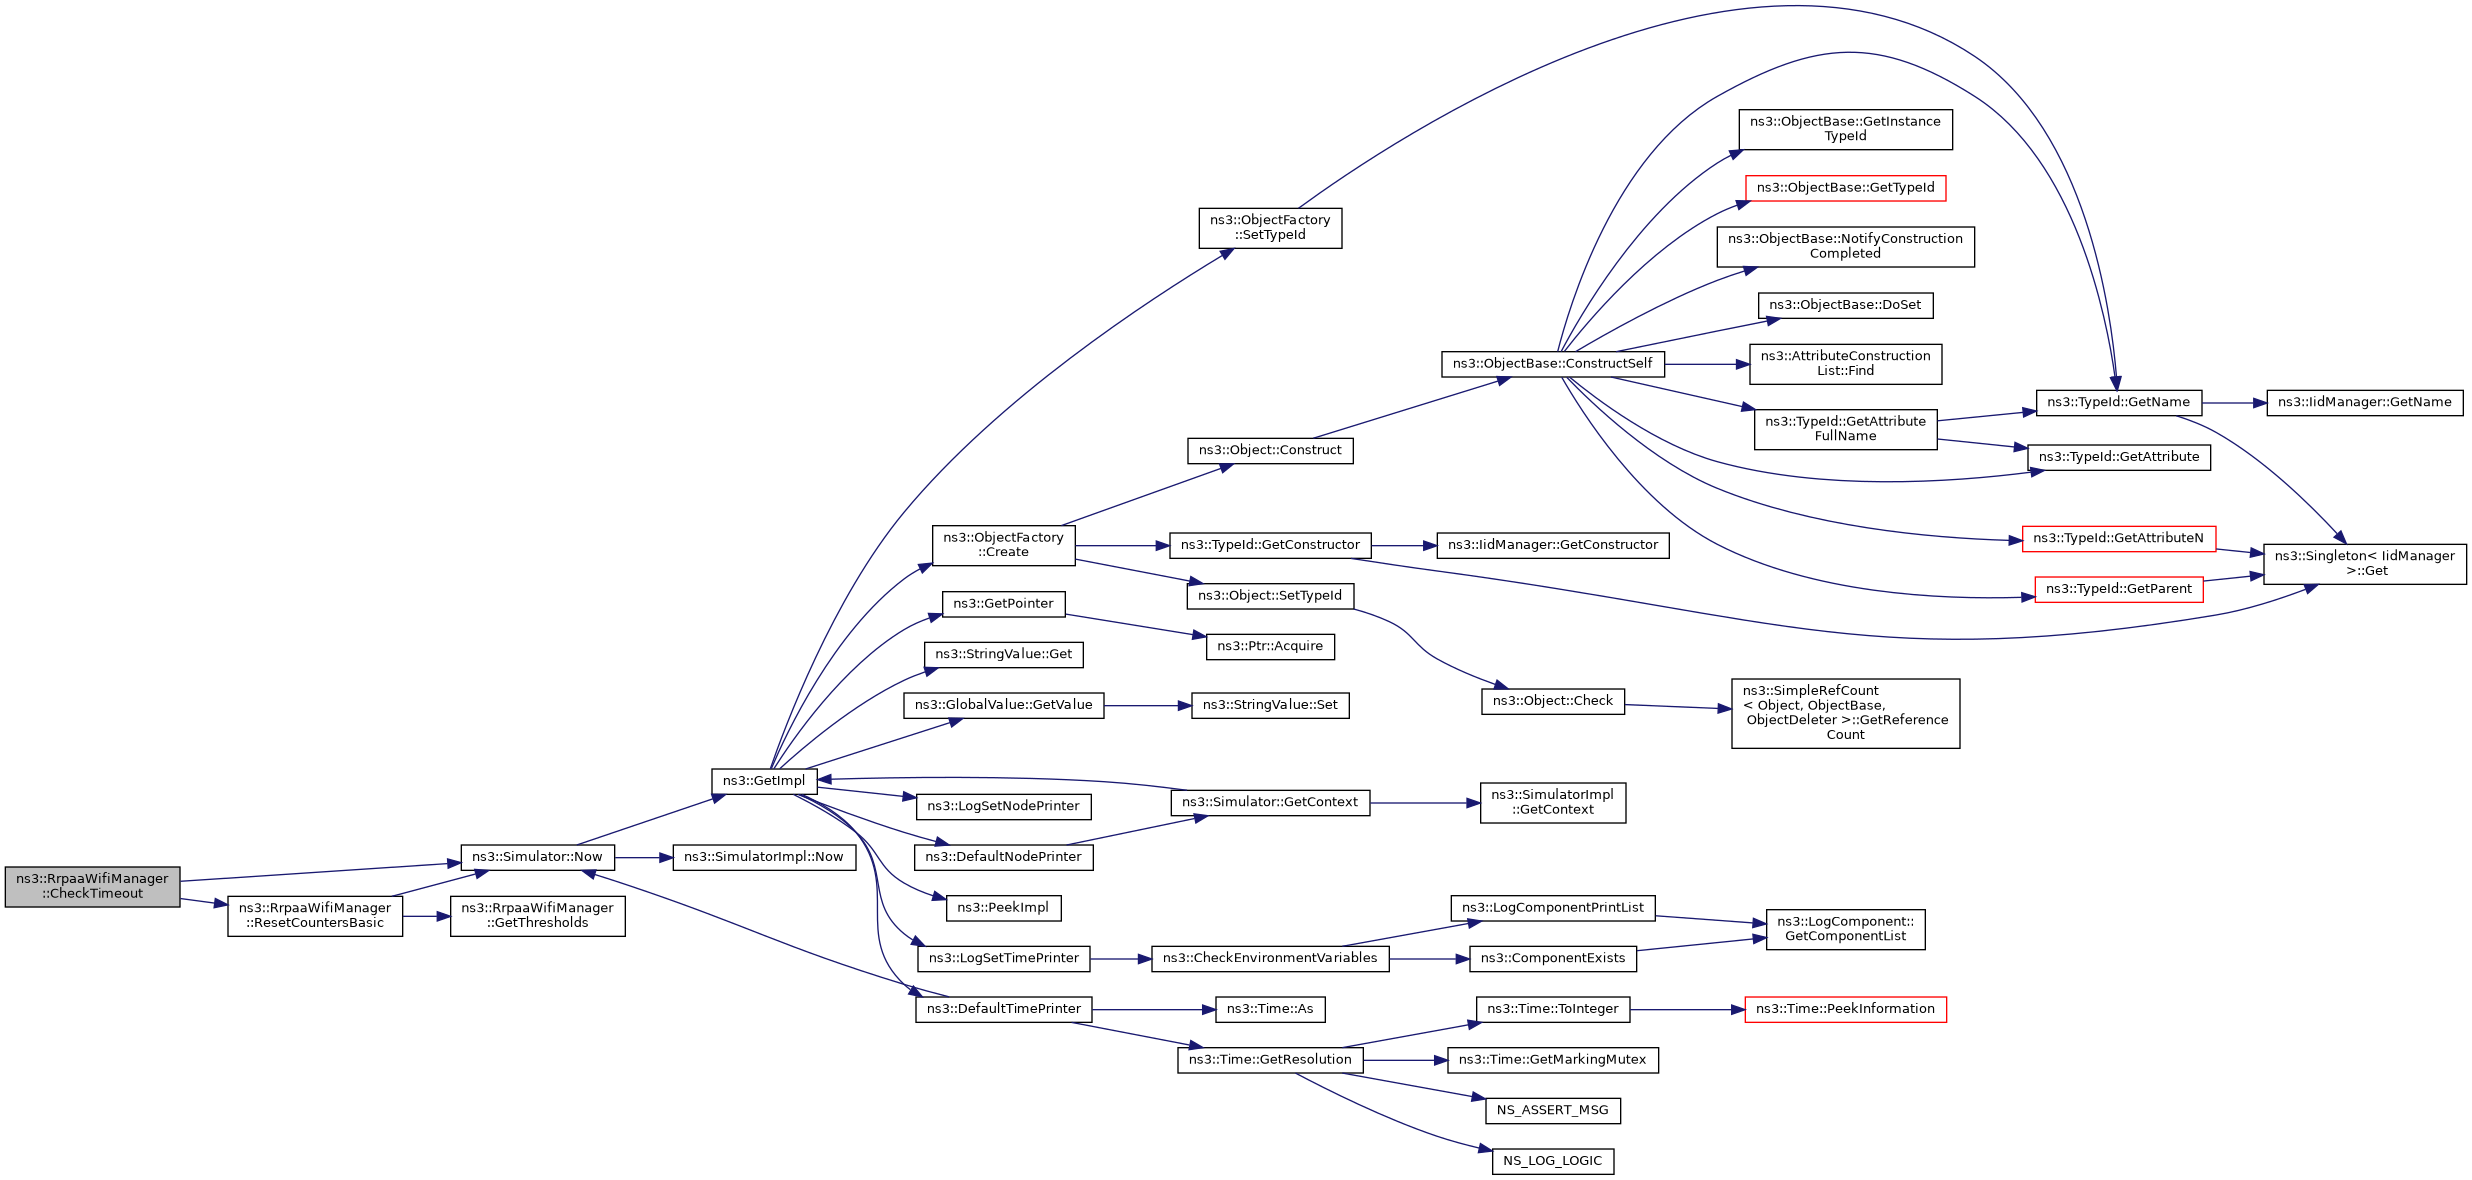 ns3::RrpaaWifiManager
::CheckTimeout
ns3::Simulator::Now
ns3::RrpaaWifiManager
::ResetCountersBasic
ns3::RrpaaWifiManager
::GetThresholds
ns3::SimulatorImpl::Now
ns3::GetImpl
ns3::ObjectFactory
::SetTypeId
ns3::ObjectFactory
::Create
ns3::GetPointer
ns3::StringValue::Get
ns3::GlobalValue::GetValue
ns3::LogSetNodePrinter
ns3::DefaultNodePrinter
ns3::PeekImpl
ns3::LogSetTimePrinter
ns3::DefaultTimePrinter
ns3::Object::Construct
ns3::TypeId::GetConstructor
ns3::Object::SetTypeId
ns3::Ptr::Acquire
ns3::StringValue::Set
ns3::Simulator::GetContext
ns3::CheckEnvironmentVariables
ns3::Time::As
ns3::Time::GetResolution
ns3::ObjectBase::ConstructSelf
ns3::IidManager::GetConstructor
ns3::Object::Check
ns3::SimulatorImpl
::GetContext
ns3::LogComponentPrintList
ns3::ComponentExists
ns3::Time::ToInteger
ns3::Time::GetMarkingMutex
NS_ASSERT_MSG
NS_LOG_LOGIC
ns3::ObjectBase::GetInstance
TypeId
ns3::ObjectBase::GetTypeId
ns3::ObjectBase::NotifyConstruction
Completed
ns3::ObjectBase::DoSet
ns3::AttributeConstruction
List::Find
ns3::TypeId::GetAttribute
FullName
ns3::SimpleRefCount
< Object, ObjectBase,
ObjectDeleter >::GetReference
Count
ns3::LogComponent::
GetComponentList
ns3::Time::PeekInformation
ns3::TypeId::GetName
ns3::TypeId::GetAttribute
ns3::TypeId::GetAttributeN
ns3::TypeId::GetParent
ns3::IidManager::GetName
ns3::Singleton< IidManager
>::Get